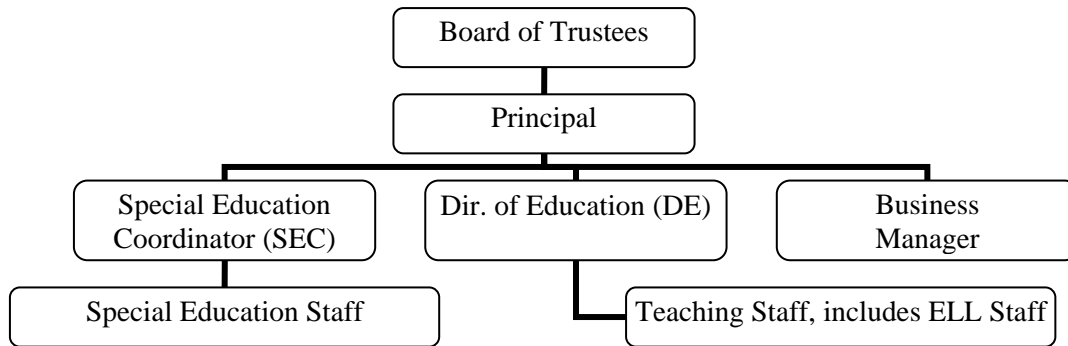 Board of Trustees
Principal
Special Education
Coordinator (SEC)
Dir. of Education (DE)
Business
Manager
Special Education Staff
Teaching Staff, includes ELL Staff